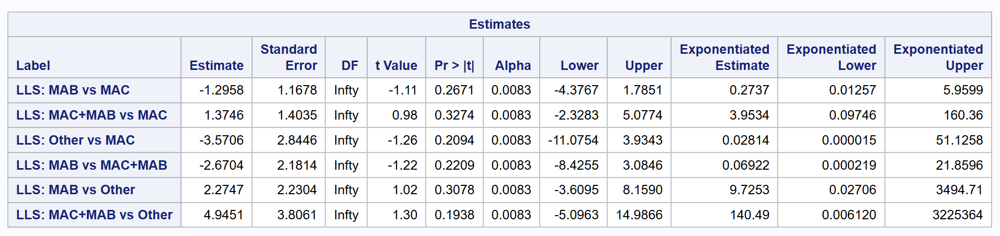 Estimates
Label Estimate Standard Error DF t Value Pr > |t| Alpha Lower Upper Exponentiated Estimate Exponentiated Lower Exponentiated Upper
LLS: MAB vs MAC -1.2958 1.1678 Infty -1.11 0.2671 0.0083 -4.3767 1.7851 0.2737 0.01257 5.9599
LLS: MAC+MAB vs MAC 1.3746 1.4035 Infty 0.98 0.3274 0.0083 -2.3283 5.0774 3.9534 0.09746 160.36
LLS: Other vs MAC -3.5706 2.8446 Infty -1.26 0.2094 0.0083 -11.0754 3.9343 0.02814 0.000015 51.1258
LLS: MAB vs MAC+MAB -2.6704 2.1814 Infty -1.22 0.2209 0.0083 -8.4255 3.0846 0.06922 0.000219 21.8596
LLS: MAB vs Other 2.2747 2.2304 Infty 1.02 0.3078 0.0083 -3.6095 8.1590 9.7253 0.02706 3494.71
LLS: MAC+MAB vs Other 4.9451 3.8061 Infty 1.30 0.1938 0.0083 -5.0963 14.9866 140.49 0.006120 3225364